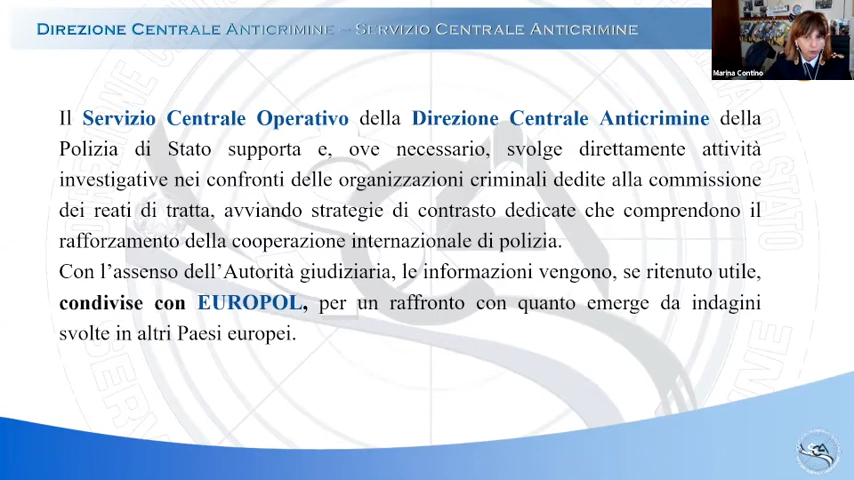 DIREZIONE CENTRALE ANTICRIMINE – SERVIZIO CENTRALE ANTICRIMINE
Marina Contino
Il Servizio Centrale Operativo della Direzione Centrale Anticrimine della
Polizia di Stato supporta e, ove necessario, svolge direttamente attività
investigative nei confronti delle organizzazioni criminali dedite alla commissione
dei reati di tratta, avviando strategie di contrasto dedicate che comprendono il
rafforzamento della cooperazione internazionale di polizia.
Con l’assenso dell’Autorità giudiziaria, le informazioni vengono, se ritenuto utile,
condivise con EUROPOL, per un raffronto con quanto emerge da indagini
svolte in altri Paesi europei.